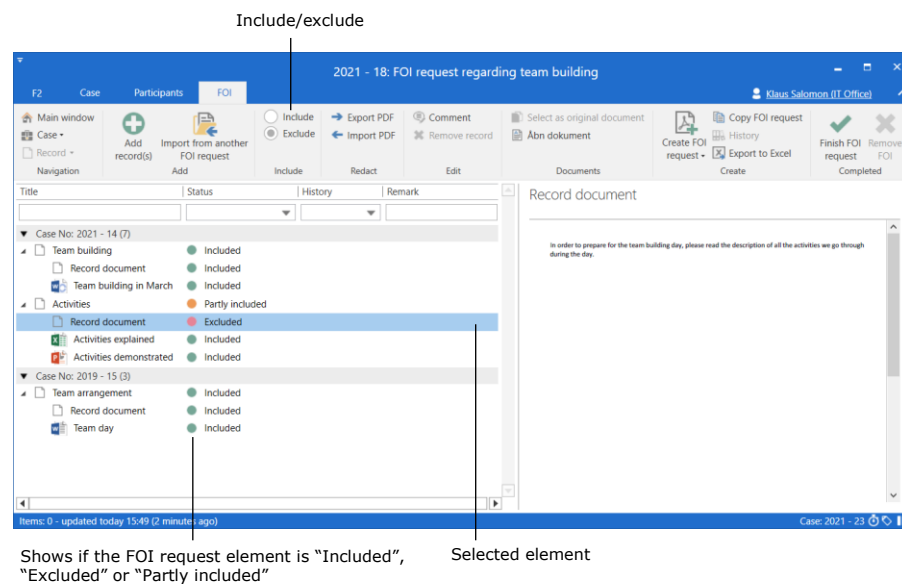 Include/exclude
2021 - 18: FOI request regarding team building
F2 Case Participants FOI Klaus Salomon (IT Office)
Main window Include Export PDF Comment Select as original document Copy FOI request
Case Exclude Import PDF Remove record Åbn dokument History
Record Add record(s) Import from another FOI request Create FOI request Export to Excel Finish FOI request Remove FOI
Navigation Add Include Redact Edit Documents Create Completed
Title Status History Remark
Record document
Case No: 2021 - 14 (7)
Team building Included
Record document Included
Team building in March Included
Activities Partly included
Record document Excluded
Activities explained Included
Activities demonstrated Included
Case No: 2019 - 15 (3)
Team arrangement Included
Record document Included
Team day Included
In order to prepare for the team building day, please read the description of all the activities we go through
during the day.
Items: 0 - updated today 15:49 (2 minutes ago) Case: 2021 - 23
Shows if the FOI request element is “Included”,
“Excluded” or “Partly included”
Selected element